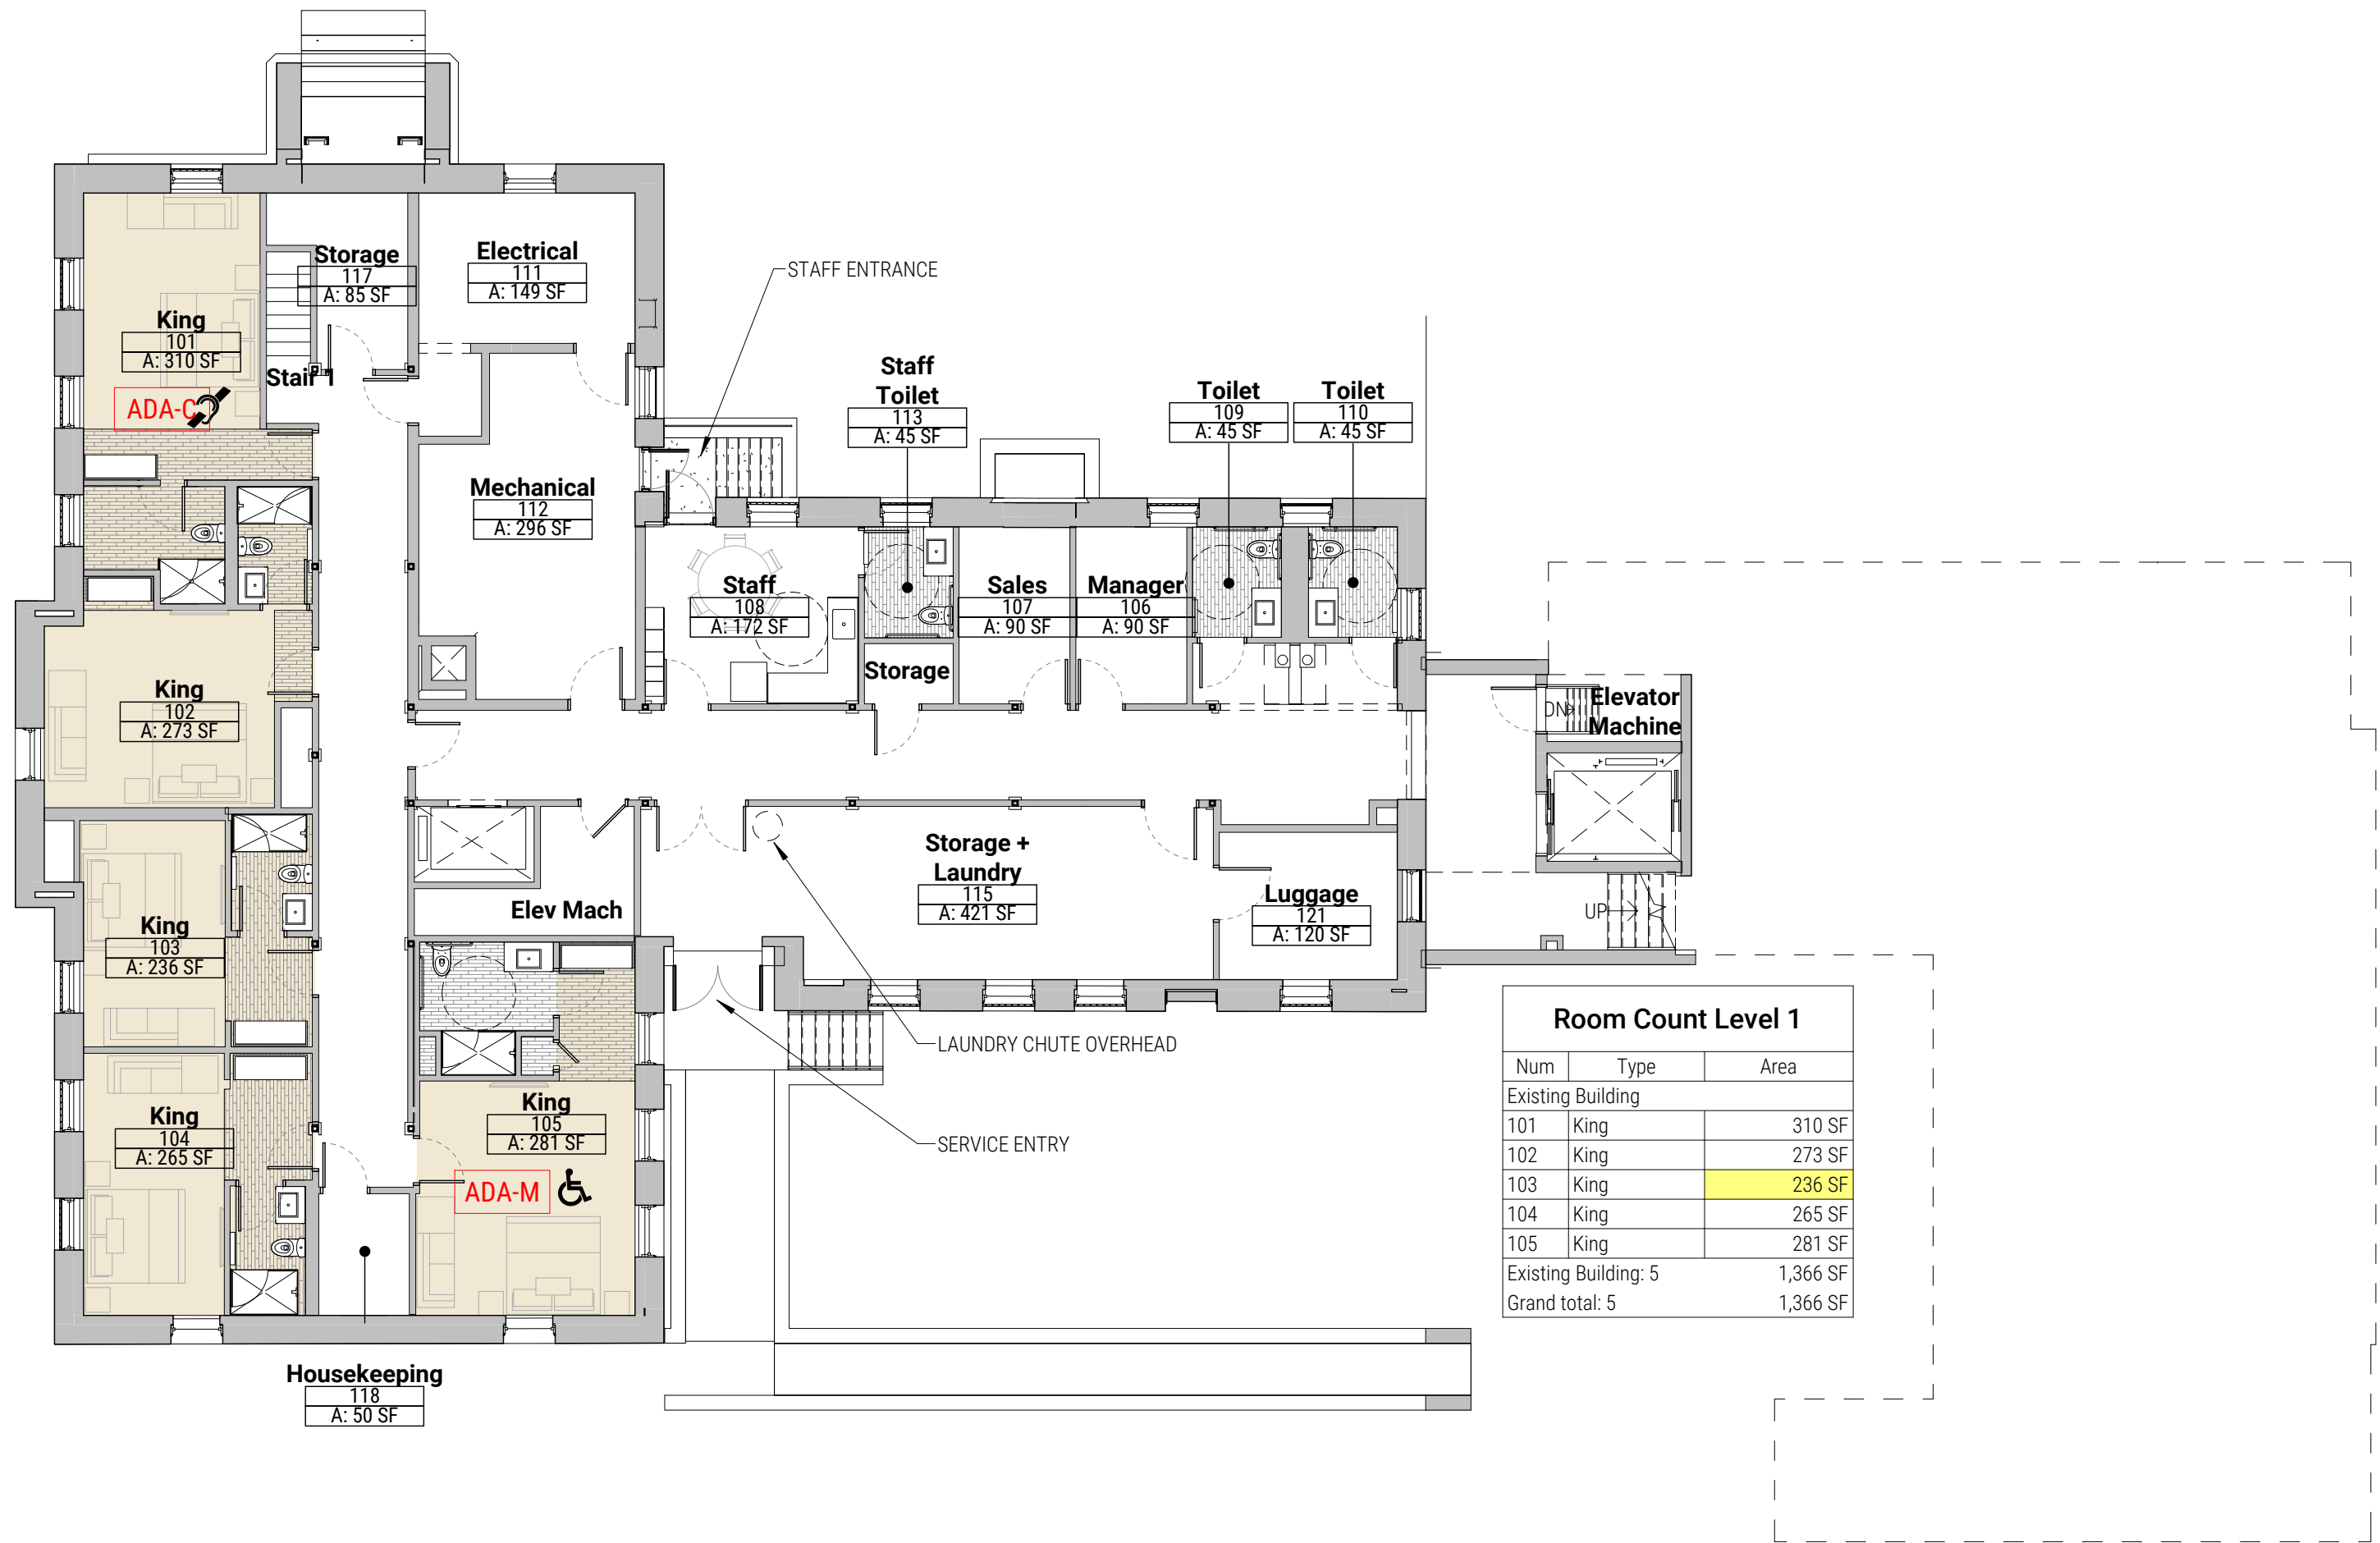 STAFF ENTRANCE
Storage
117
A: 85 SF
Electrical
111
A: 149 SF
King
101
A: 310 SF
ADA-C
Stair 1
Staff
Toilet
113
A: 45 SF
Toilet
109
A: 45 SF
Toilet
110
A: 45 SF
Mechanical
112
A: 296 SF
Staff
108
A: 172 SF
Sales
107
A: 90 SF
Manager
106
A: 90 SF
Storage
King
102
A: 273 SF
DN
Elevator
Machine
Storage +
Laundry
115
A: 421 SF
Luggage
121
A: 120 SF
UP
Elev Mach
King
103
A: 236 SF
LAUNDRY CHUTE OVERHEAD
SERVICE ENTRY
King
104
A: 265 SF
King
105
A: 281 SF
ADA-M
Housekeeping
118
A: 50 SF
Room Count Level 1
Num Type Area
Existing Building
101 King 310 SF
102 King 273 SF
103 King 236 SF
104 King 265 SF
105 King 281 SF
Existing Building: 5 1,366 SF
Grand total: 5 1,366 SF